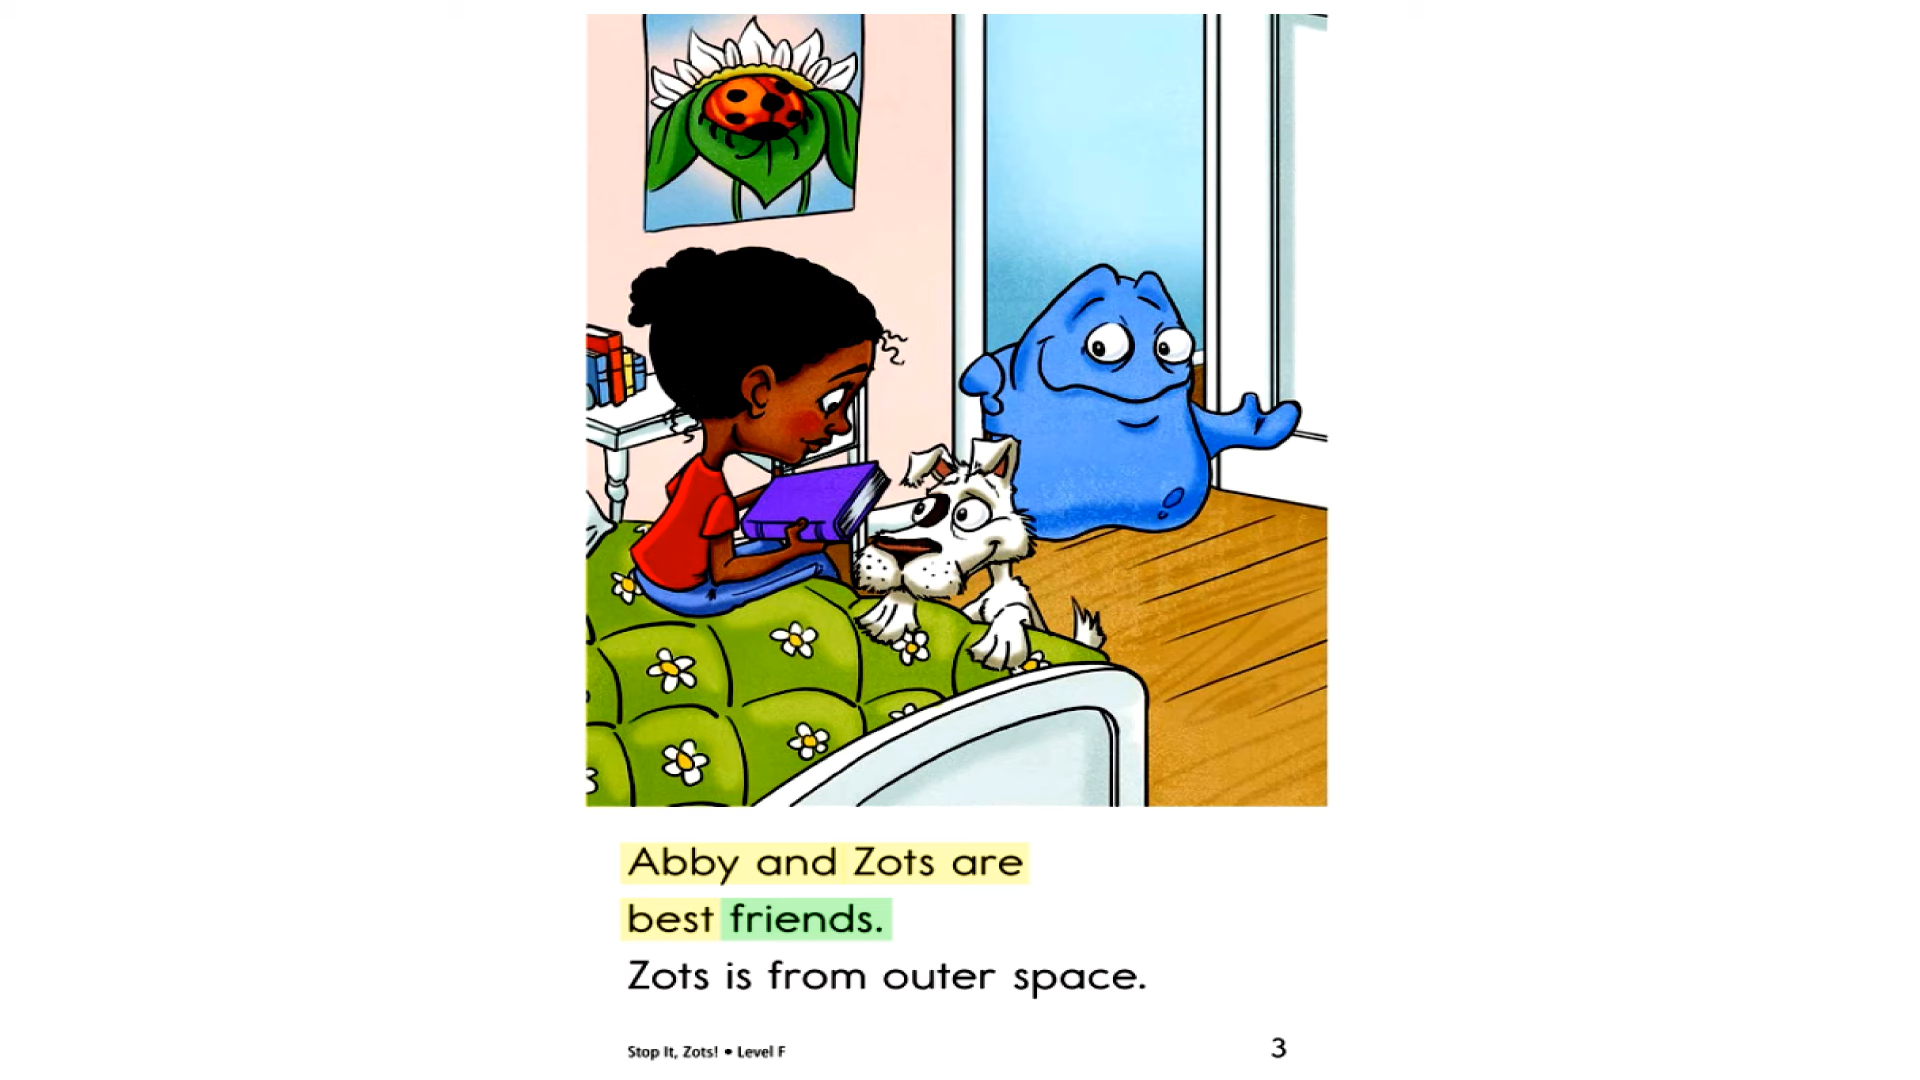 Abby and Zots are
best friends.
Zots is from outer space.
Stop It, Zots! • Level F
3